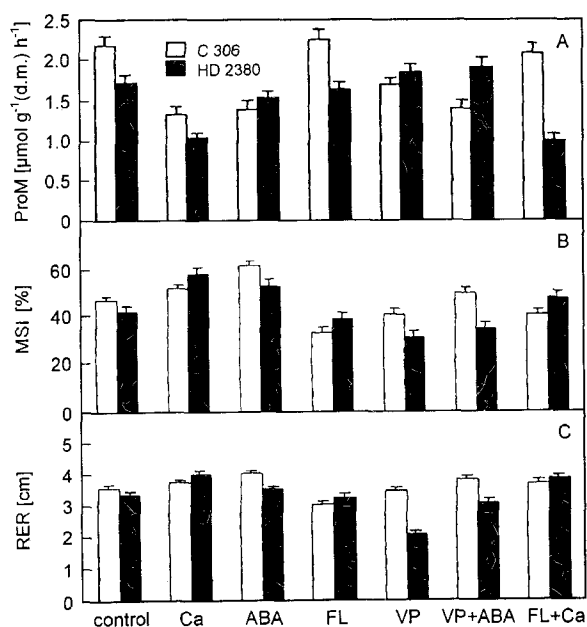 2.5
2.0
1.5
1.0
0.5
0
ProM [µmol g⁻¹(d.m.) h⁻¹]
C 306
HD 2380
A
60
40
20
0
MSI [%]
B
5
4
3
2
1
0
RER [cm]
C
control Ca ABA FL VP VP+ABA FL+Ca